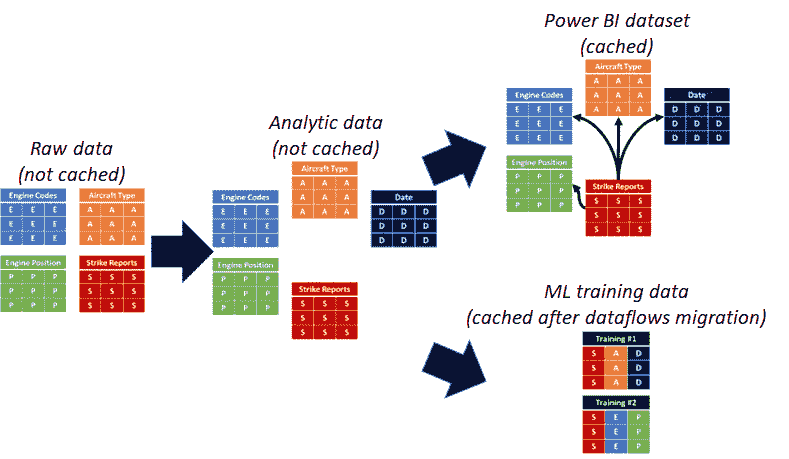 Raw data
(not cached)
Engine Codes
E E E
E E E
E E E
Aircraft Type
A A A
A A A
A A A
Engine Position
P P P
P P P
P P P
Strike Reports
S S S
S S S
S S S
Analytic data
(not cached)
Aircraft Type
A A A
A A A
A A A
Engine Codes
E E E
E E E
E E E
Date
D D D
D D D
D D D
Engine Position
P P P
P P P
P P P
Strike Reports
S S S
S S S
S S S
Power BI dataset
(cached)
Aircraft Type
A A A
A A A
A A A
Engine Codes
E E E
E E E
E E E
Date
D D D
D D D
D D D
Engine Position
P P P
P P P
P P P
Strike Reports
S S S
S S S
S S S
ML training data
(cached after dataflows migration)
Training #1
S A D
S A D
S A D
Training #2
S E P
S E P
S E P